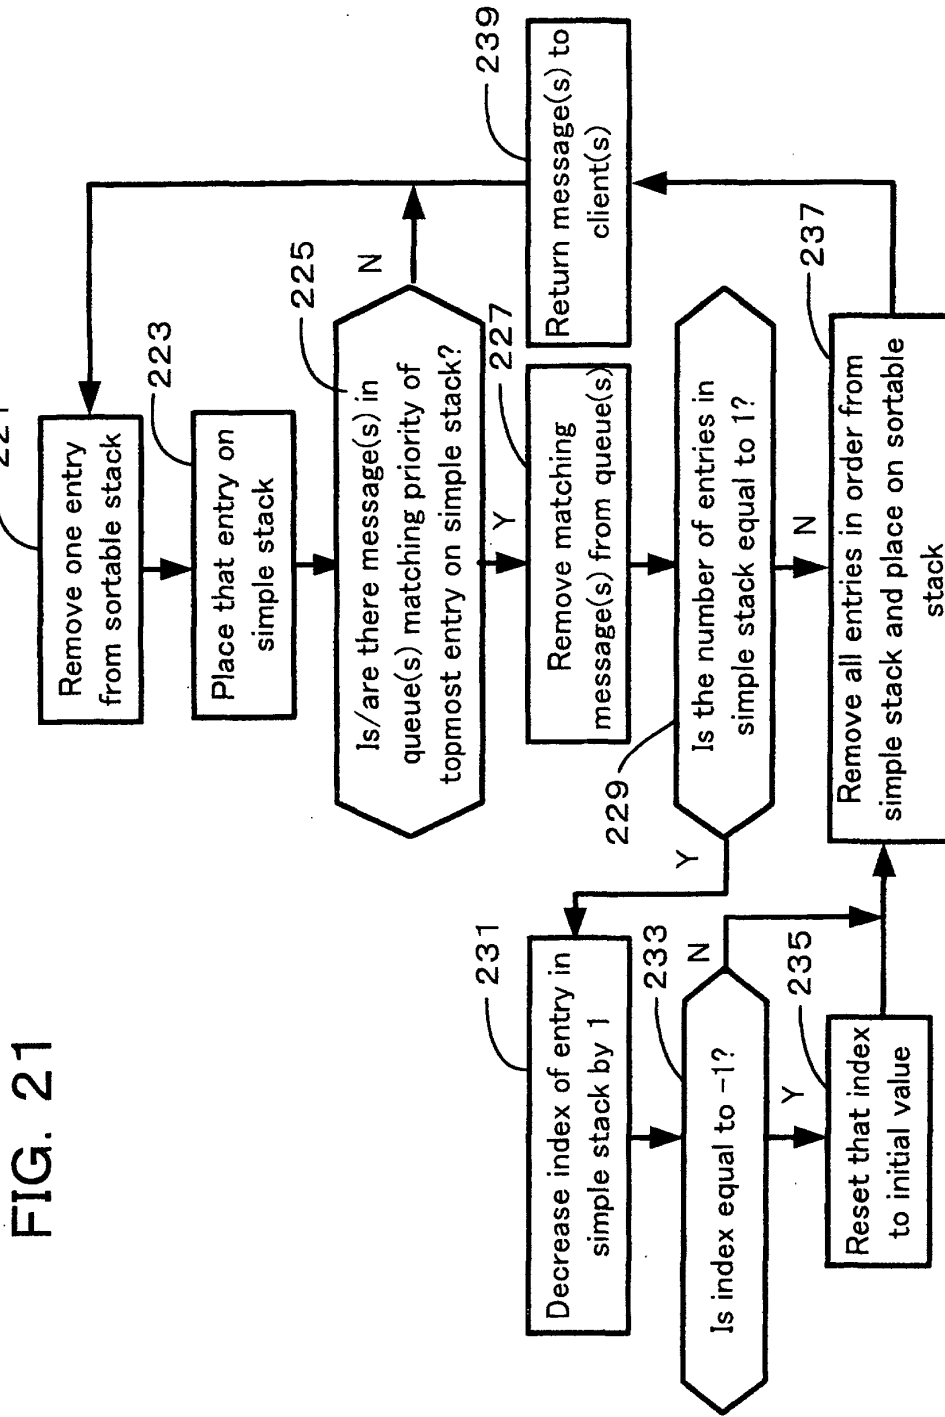 FIG. 21
Remove one entry
from sortable stack
223
Place that entry on
simple stack
225
Is/are there message(s) in
queue(s) matching priority of
topmost entry on simple stack?
N
Y
227
Remove matching
message(s) from queue(s)
239
Return message(s) to
client(s)
229
Is the number of entries in
simple stack equal to 1?
Y
N
231
Decrease index of entry in
simple stack by 1
233
Is index equal to -1?
N
Y
235
Reset that index
to initial value
237
Remove all entries in order from
simple stack and place on sortable
stack